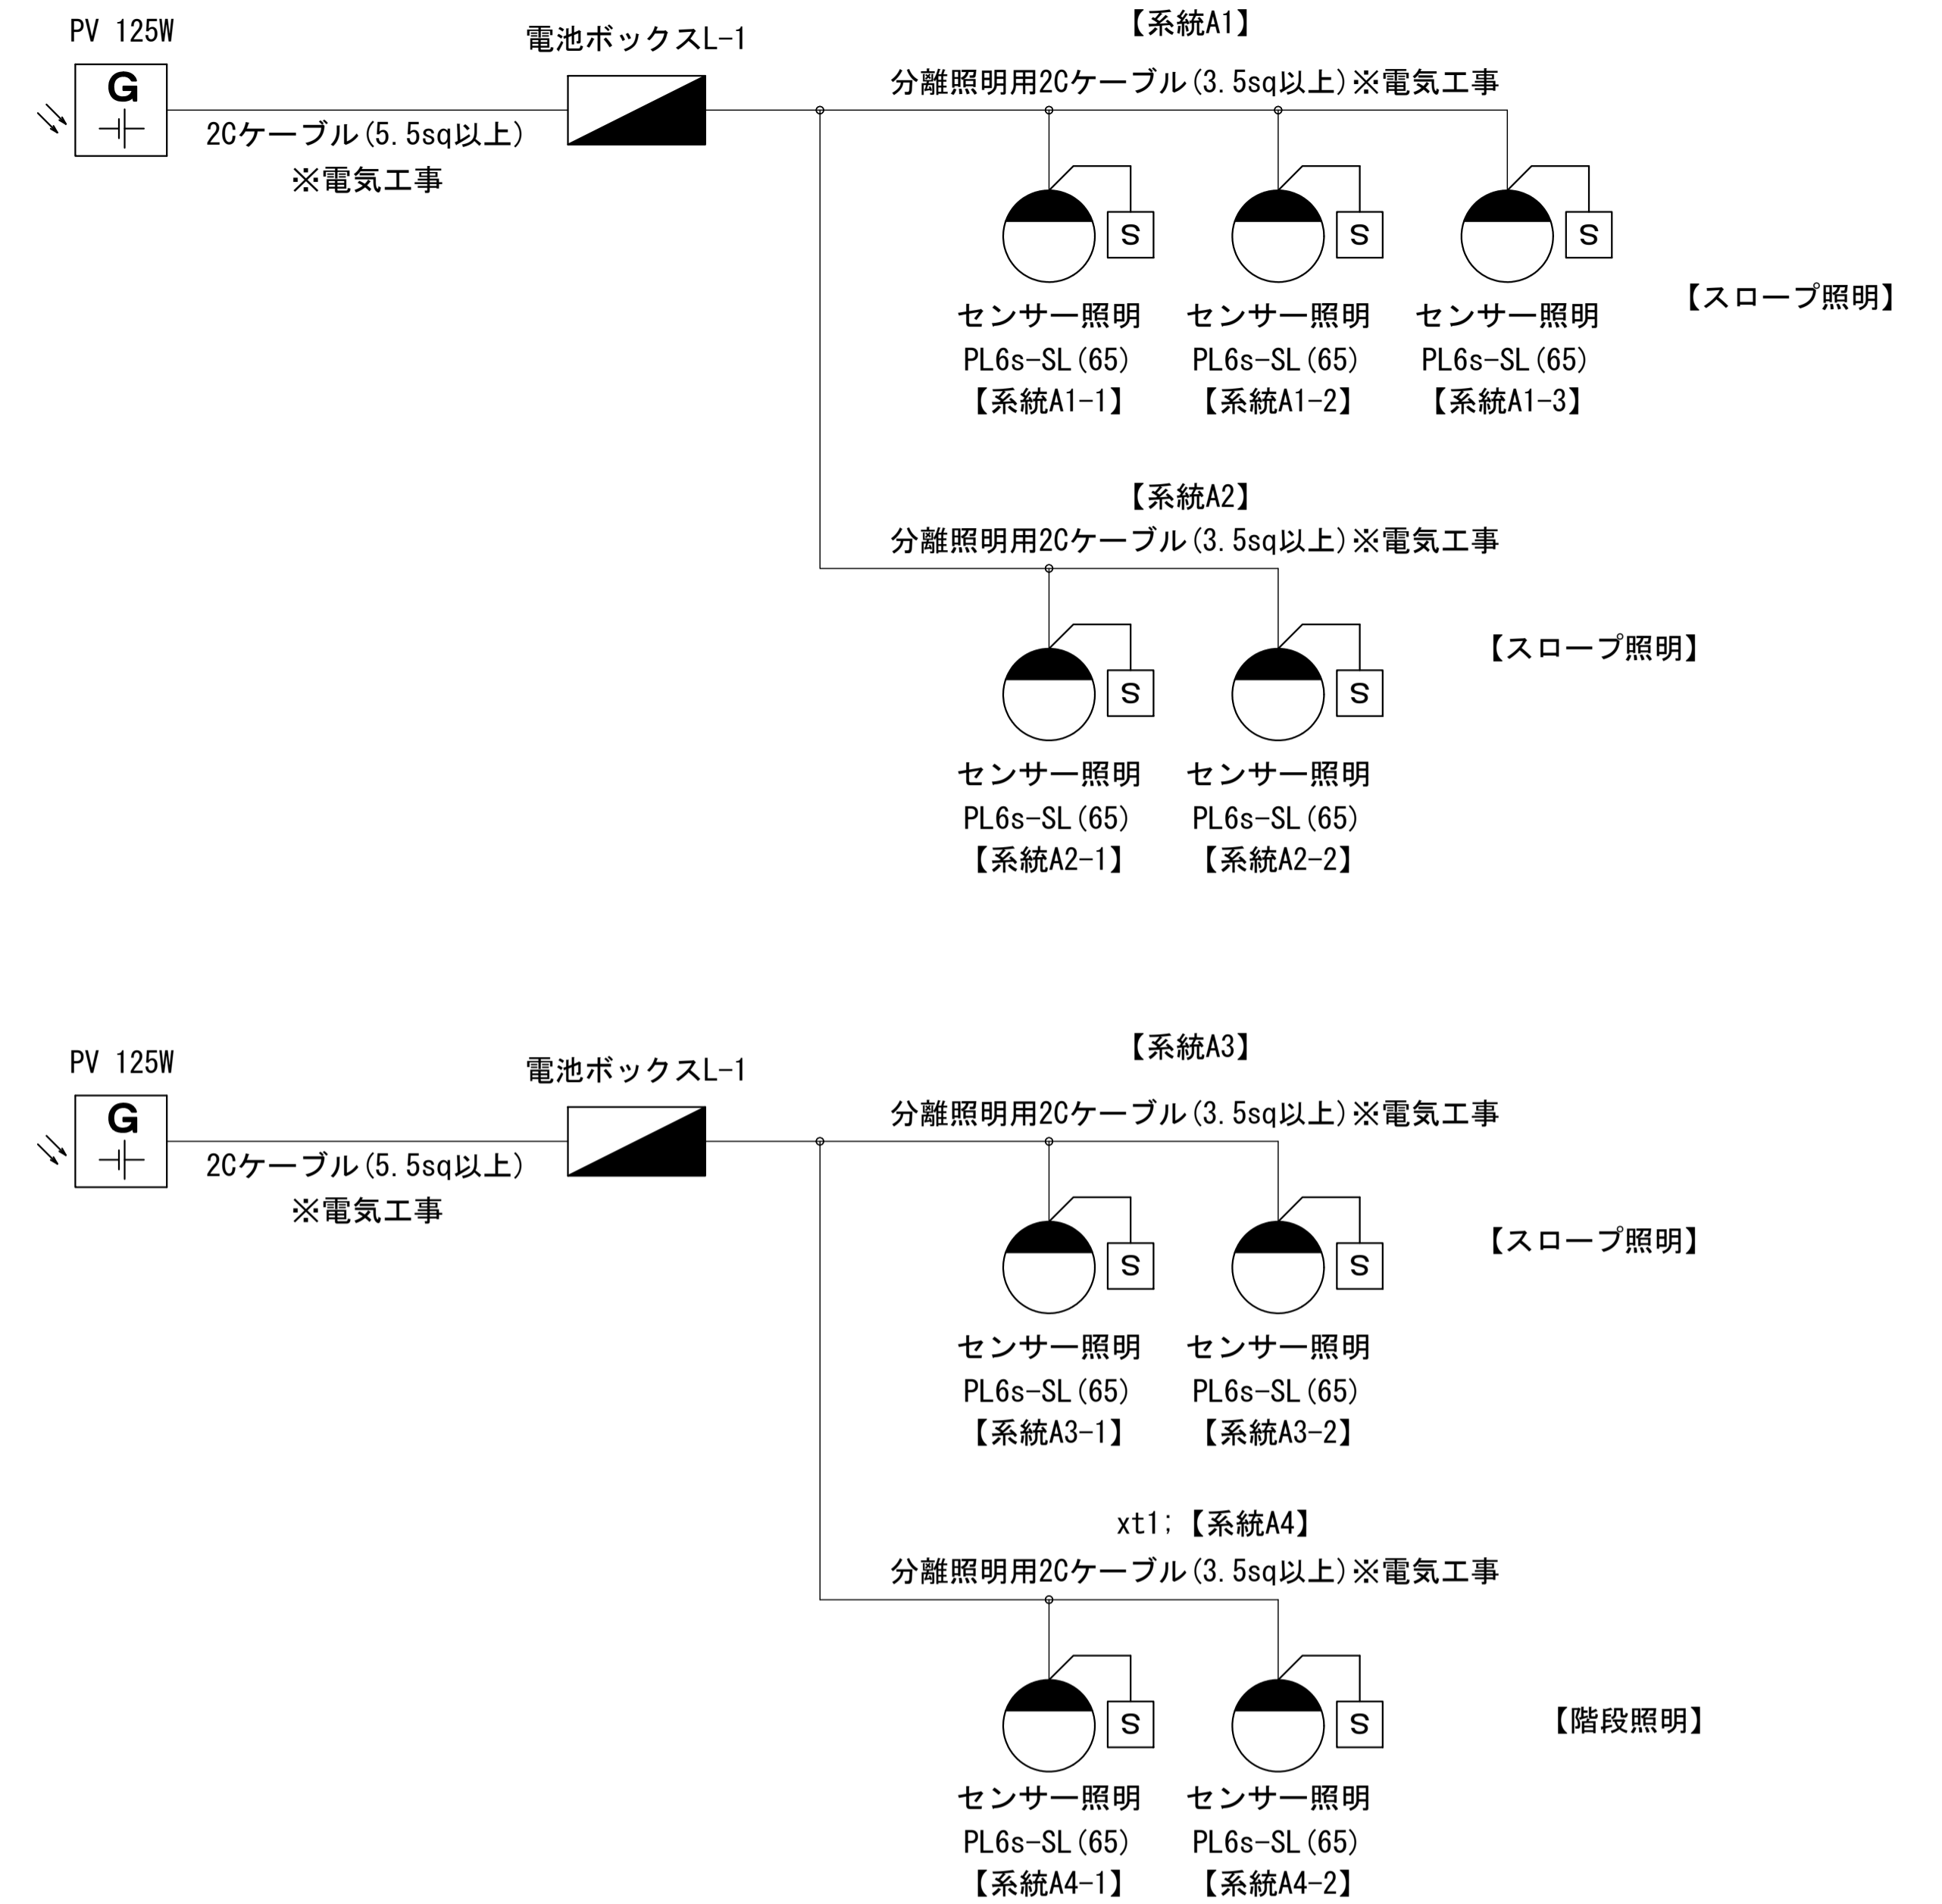 【系統A1】
PV 125W
電池ボックスL-1
分離照明用2Cケーブル(3.5sq以上)※電気工事
G
2Cケーブル(5.5sq以上)
※電気工事
S
S
S
【スロープ照明】
センサー照明
センサー照明
センサー照明
PL6s-SL(65)
PL6s-SL(65)
PL6s-SL(65)
【系統A1-1】
【系統A1-2】
【系統A1-3】
【系統A2】
分離照明用2Cケーブル(3.5sq以上)※電気工事
【スロープ照明】
S
S
センサー照明
センサー照明
PL6s-SL(65)
PL6s-SL(65)
【系統A2-1】
【系統A2-2】
【系統A3】
PV 125W
電池ボックスL-1
分離照明用2Cケーブル(3.5sq以上)※電気工事
G
2Cケーブル(5.5sq以上)
※電気工事
【スロープ照明】
S
S
センサー照明
センサー照明
PL6s-SL(65)
PL6s-SL(65)
【系統A3-1】
【系統A3-2】
xt1;【系統A4】
分離照明用2Cケーブル(3.5sq以上)※電気工事
S
S
【階段照明】
センサー照明
センサー照明
PL6s-SL(65)
PL6s-SL(65)
【系統A4-1】
【系統A4-2】